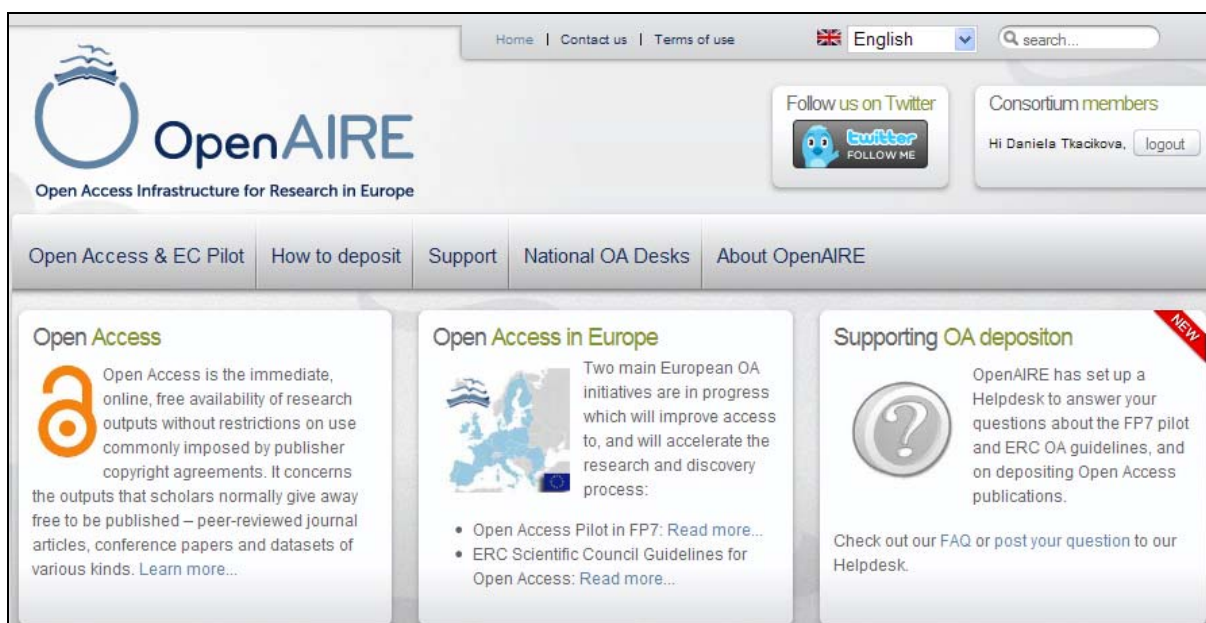 Home | Contact us | Terms of use
English
search...
OpenAIRE
Open Access Infrastructure for Research in Europe
Follow us on Twitter
twitter
FOLLOW ME
Consortium members
Hi Daniela Tkacikova, logout
Open Access & EC Pilot
How to deposit
Support
National OA Desks
About OpenAIRE
Open Access
Open Access is the immediate,
online, free availability of research
outputs without restrictions on use
commonly imposed by publisher
copyright agreements. It concerns
the outputs that scholars normally give away
free to be published – peer-reviewed journal
articles, conference papers and datasets of
various kinds. Learn more...
Open Access in Europe
Two main European OA
initiatives are in progress
which will improve access
to, and will accelerate the
research and discovery
process:
• Open Access Pilot in FP7: Read more...
• ERC Scientific Council Guidelines for
Open Access: Read more...
Supporting OA depositon
NEW
OpenAIRE has set up a
Helpdesk to answer your
questions about the FP7 pilot
and ERC OA guidelines, and
on depositing Open Access
publications.
Check out our FAQ or post your question to our
Helpdesk.